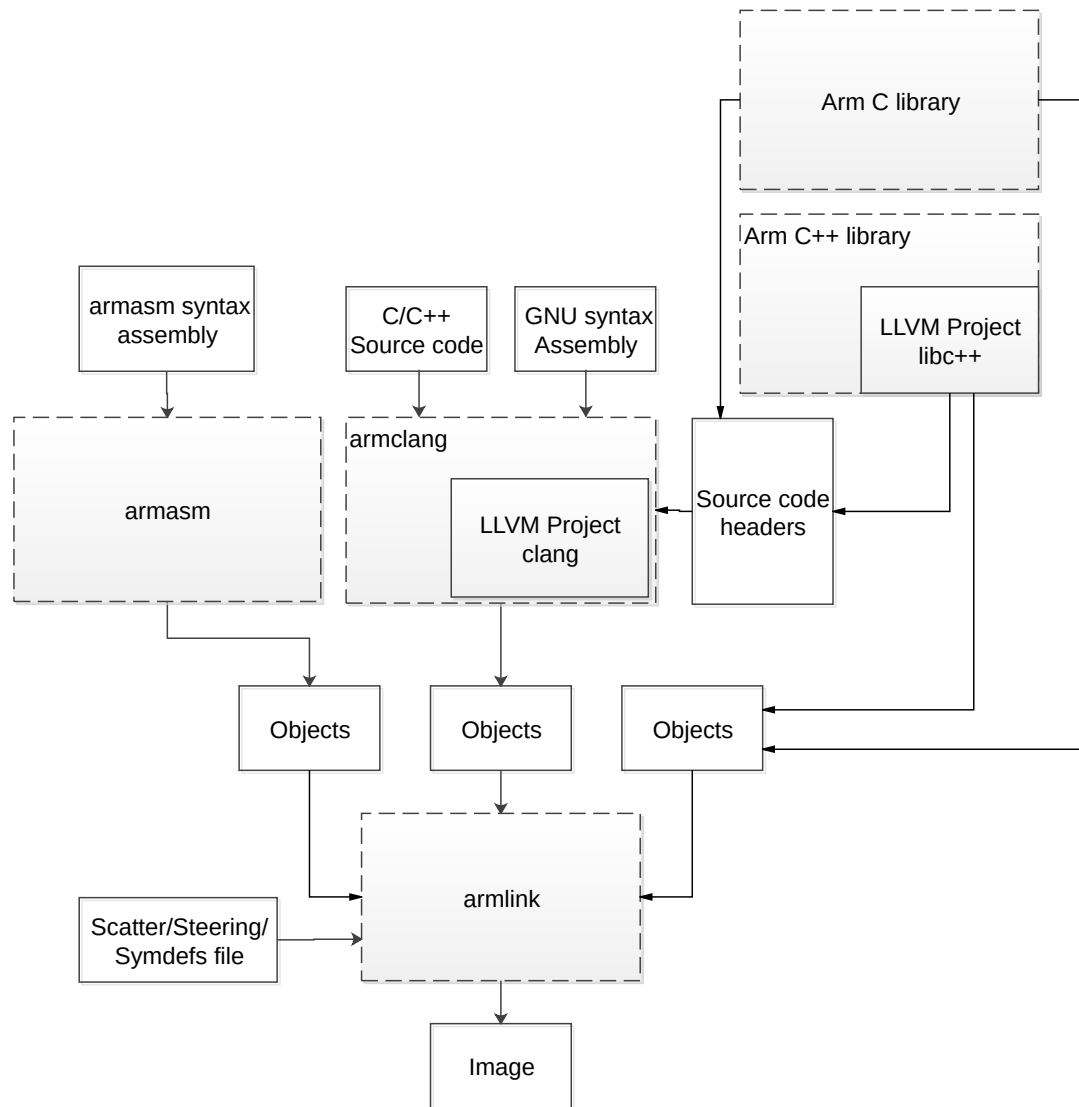 Arm C library
Arm C++ library
LLVM Project
libc++
armasm syntax
assembly
C/C++
Source code
GNU syntax
Assembly
armclang
armasm
LLVM Project
clang
Source code
headers
Objects
Objects
Objects
armlink
Scatter/Steering/
Symdefs file
Image